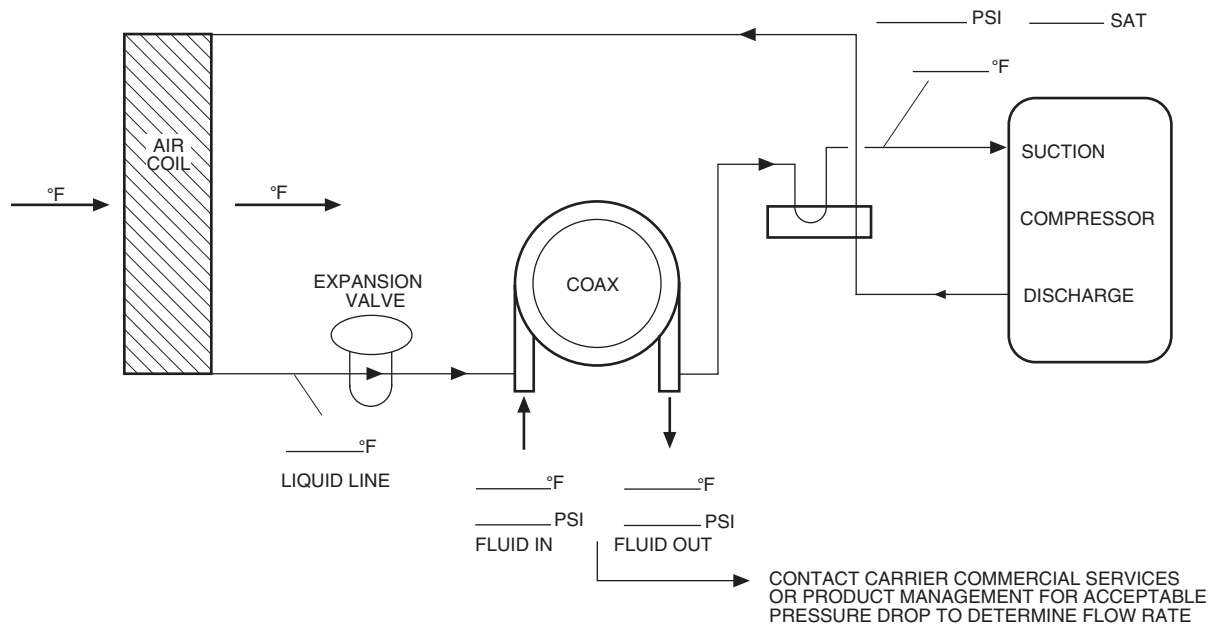 PSI SAT
°F
AIR
COIL
SUCTION
°F °F
COMPRESSOR
EXPANSION
VALVE
COAX
DISCHARGE
°F
LIQUID LINE
°F °F
PSI PSI
FLUID IN FLUID OUT
CONTACT CARRIER COMMERCIAL SERVICES
OR PRODUCT MANAGEMENT FOR ACCEPTABLE
PRESSURE DROP TO DETERMINE FLOW RATE